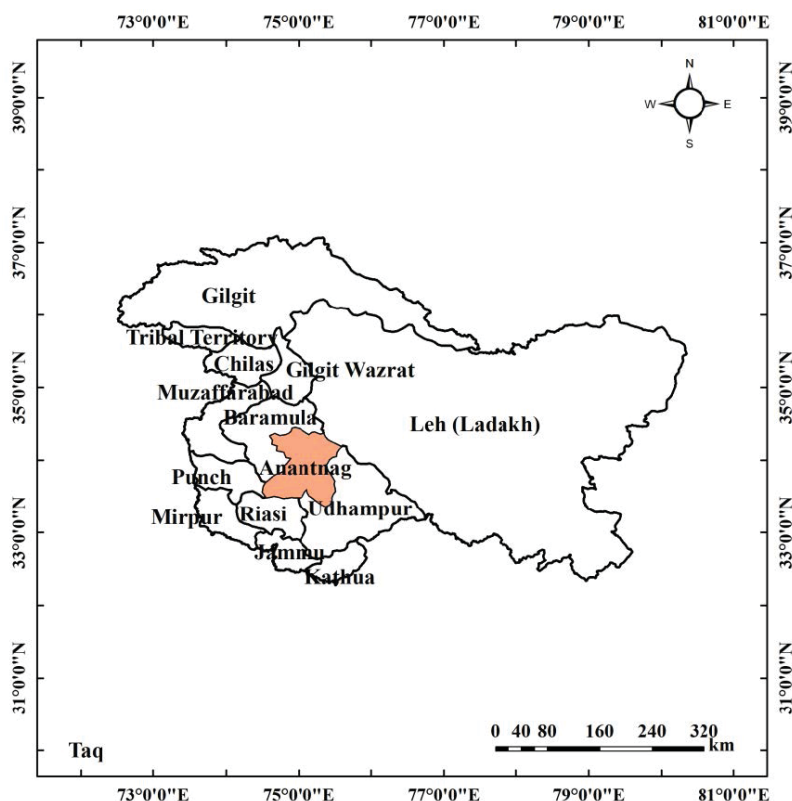 73°0'0"E 75°0'0"E 77°0'0"E 79°0'0"E 81°0'0"E
N
W E
S
39°0'0"N 39°0'0"N
37°0'0"N 37°0'0"N
Gilgit
Tribal Territory
Chilas
Gilgit Wazrat
35°0'0"N 35°0'0"N
Muzaffarabad
Baramula
Leh (Ladakh)
Anantnag
Punch
Udhampur
Riasi
Mirpur
33°0'0"N 33°0'0"N
Jammu
Kathua
31°0'0"N 31°0'0"N
0 40 80 160 240 320
km
Taq
73°0'0"E 75°0'0"E 77°0'0"E 79°0'0"E 81°0'0"E